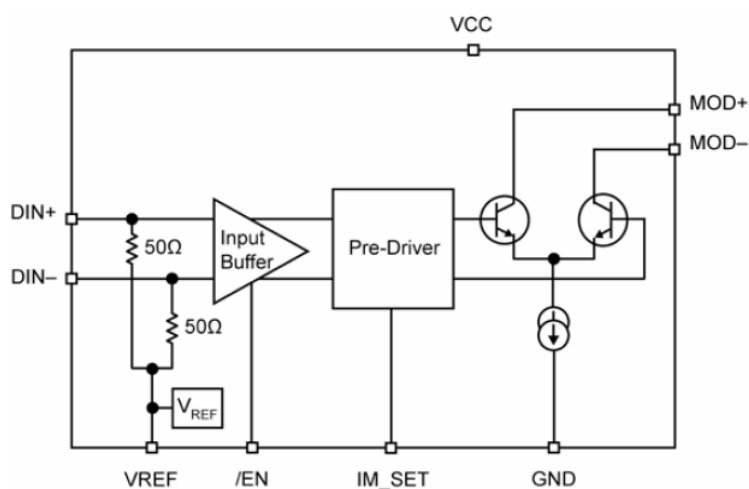 VCC
MOD+
MOD–
DIN+
50Ω
Input
Buffer
Pre-Driver
DIN–
50Ω
VREF
VREF
/EN
IM_SET
GND